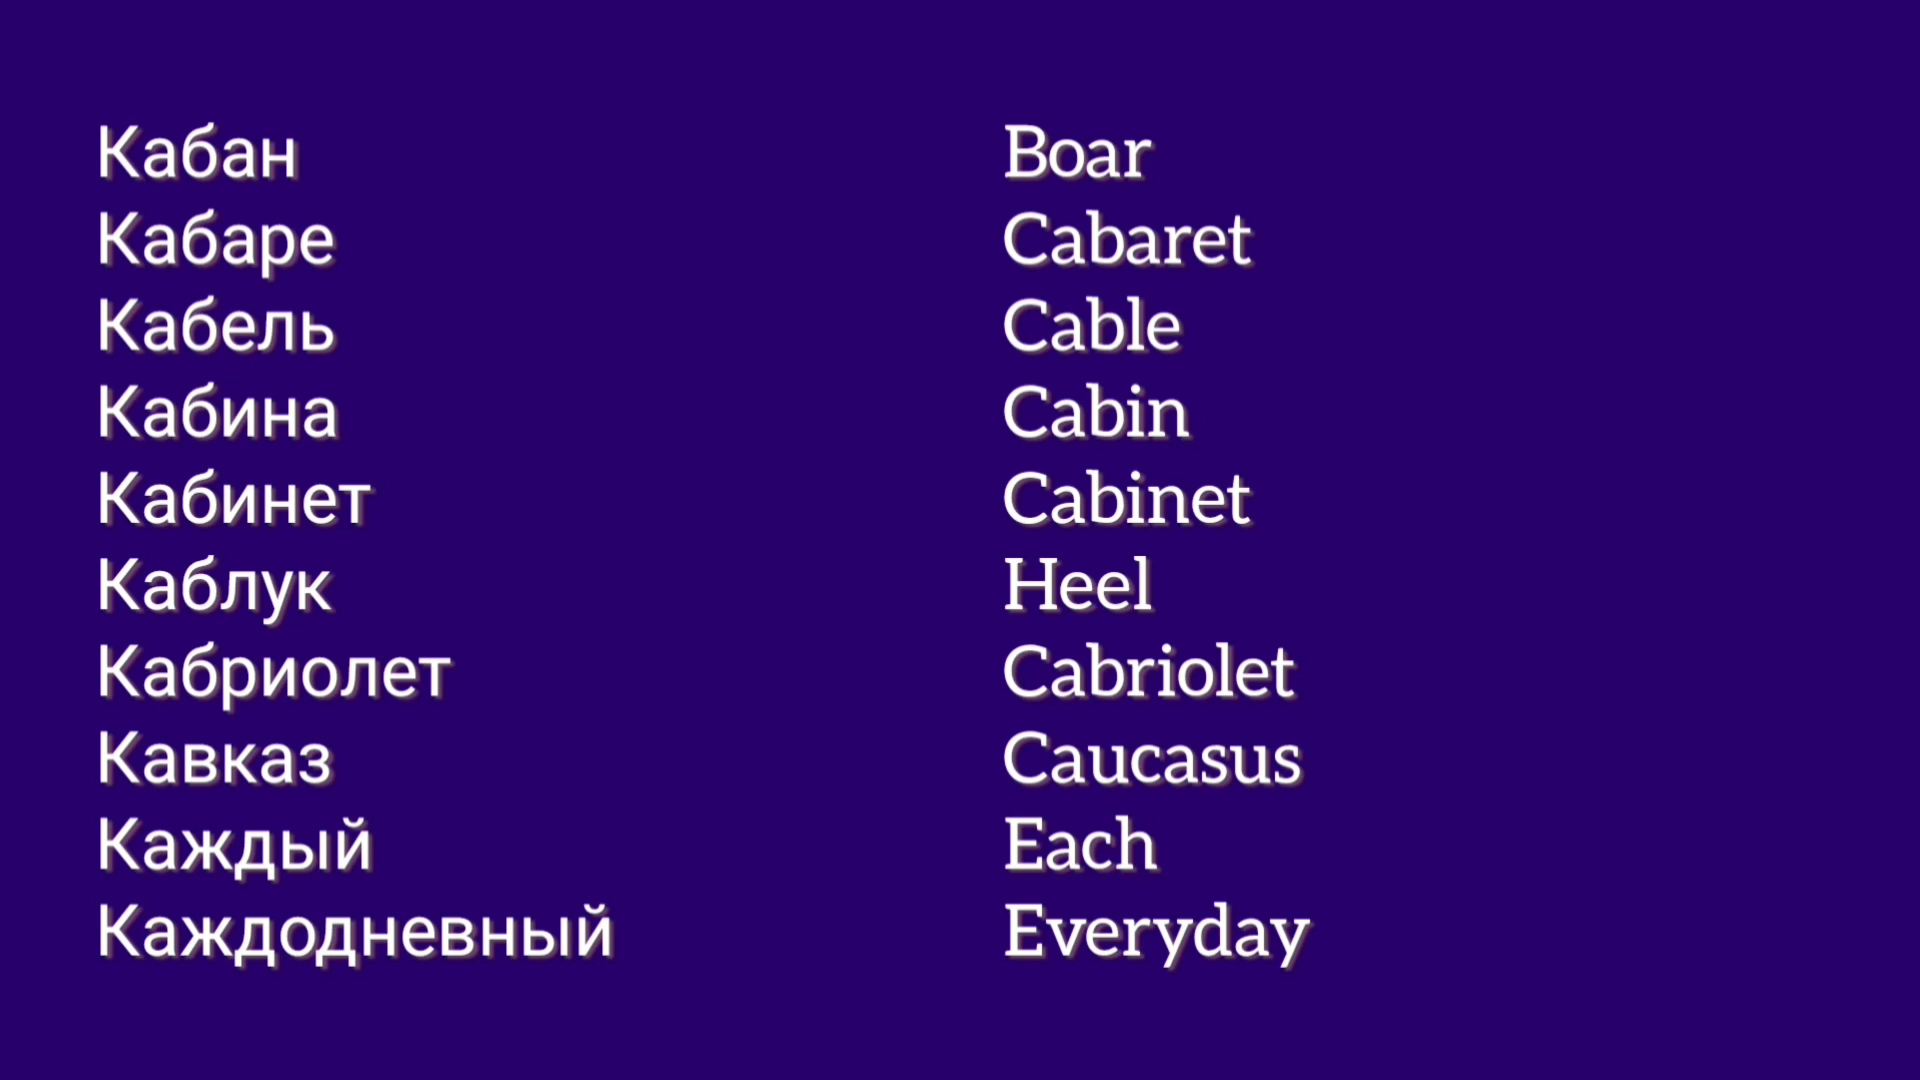 Кабан
Кабаре
Кабель
Кабина
Кабинет
Каблук
Кабриолет
Кавказ
Каждый
Каждодневный
Boar
Cabaret
Cable
Cabin
Cabinet
Heel
Cabriolet
Caucasus
Each
Everyday